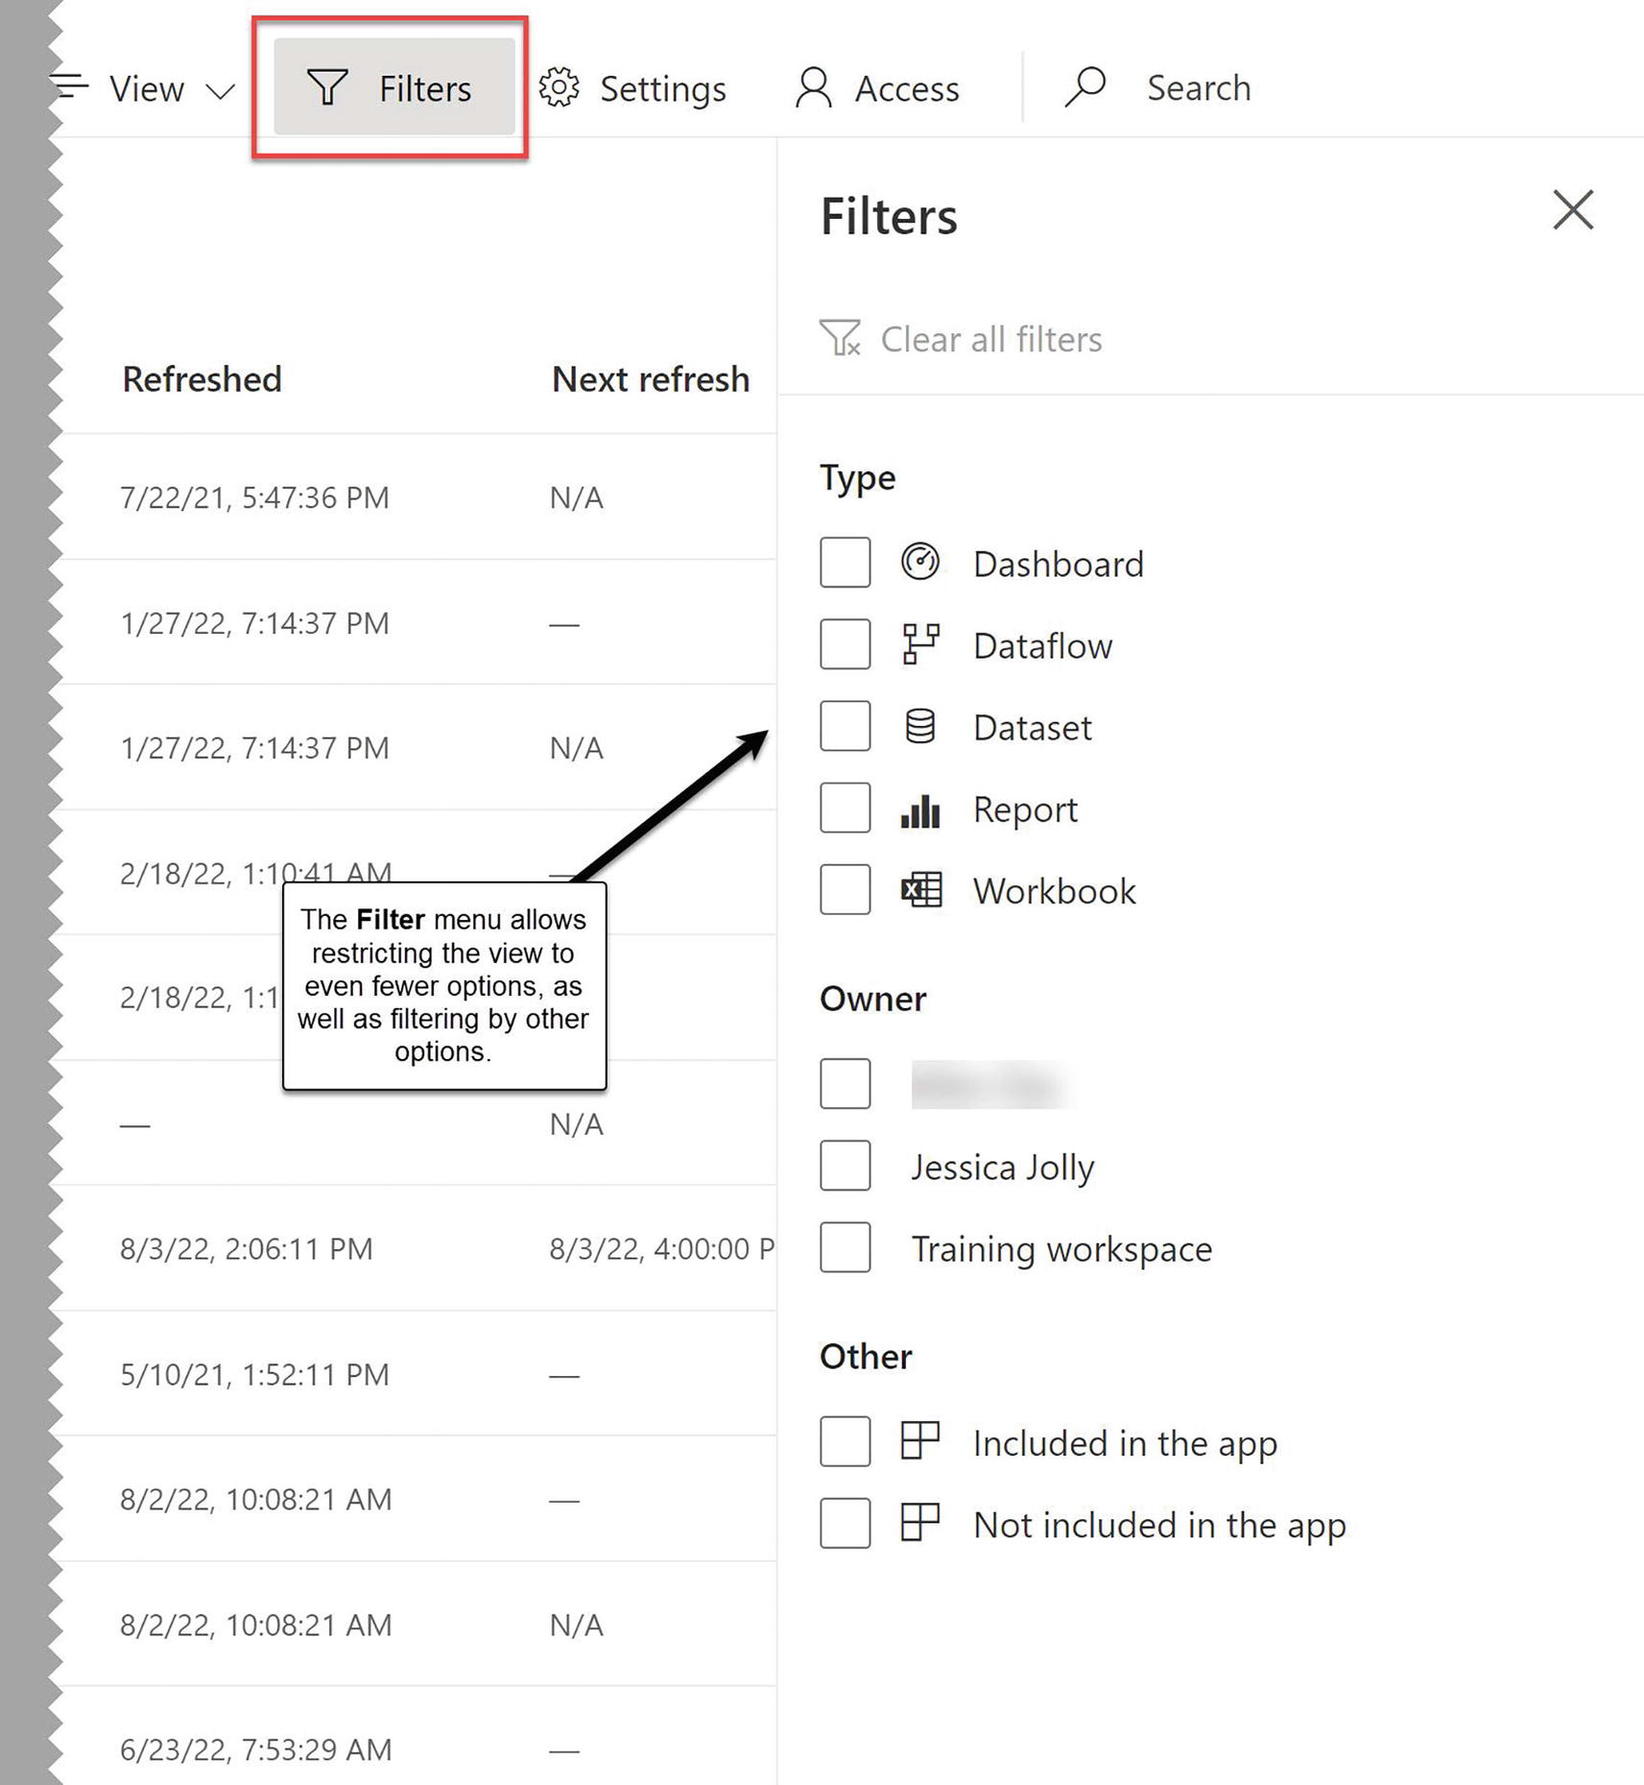 View Filters Settings Access Search
Filters
Clear all filters
Refreshed Next refresh
7/22/21, 5:47:36 PM N/A
1/27/22, 7:14:37 PM —
1/27/22, 7:14:37 PM N/A
2/18/22, 1:10:41 AM —
2/18/22, 1:1
The Filter menu allows
restricting the view to
even fewer options, as
well as filtering by other
options.
— N/A
8/3/22, 2:06:11 PM 8/3/22, 4:00:00 P
5/10/21, 1:52:11 PM —
8/2/22, 10:08:21 AM —
8/2/22, 10:08:21 AM N/A
6/23/22, 7:53:29 AM —
Type
Dashboard
Dataflow
Dataset
Report
Workbook
Owner
Jessica Jolly
Training workspace
Other
Included in the app
Not included in the app